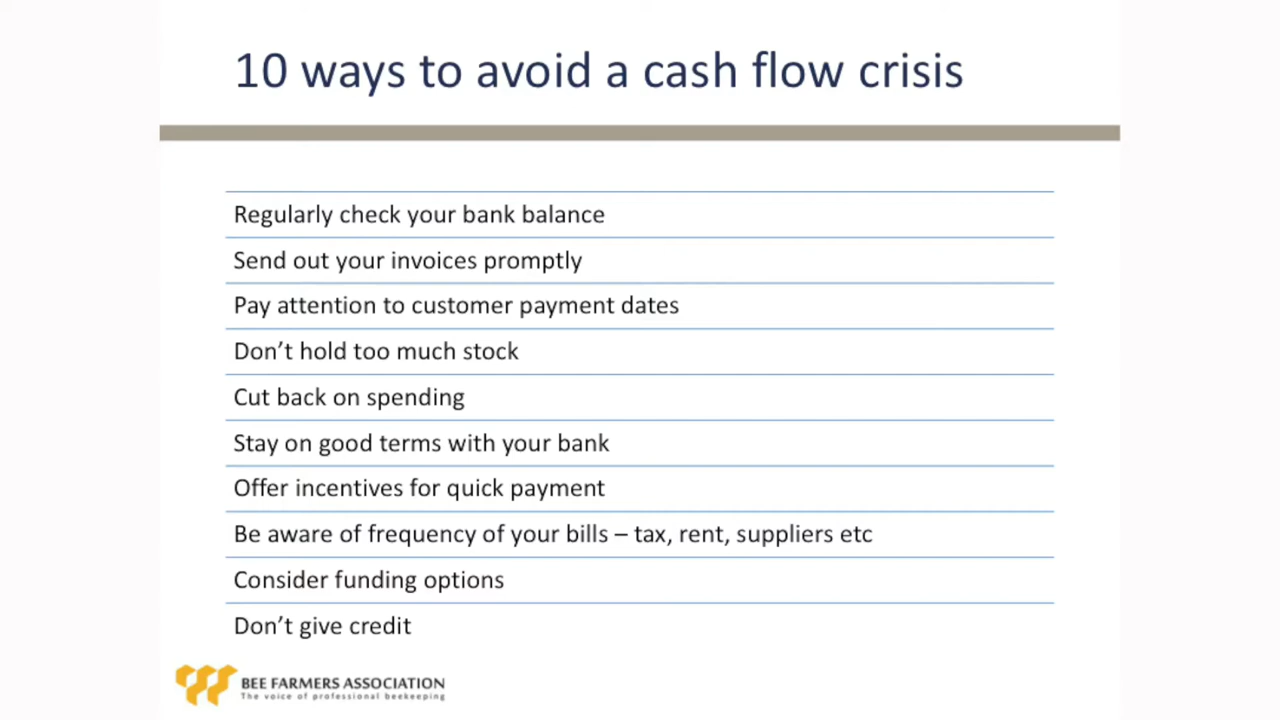 10 ways to avoid a cash flow crisis
Regularly check your bank balance
Send out your invoices promptly
Pay attention to customer payment dates
Don’t hold too much stock
Cut back on spending
Stay on good terms with your bank
Offer incentives for quick payment
Be aware of frequency of your bills – tax, rent, suppliers etc
Consider funding options
Don’t give credit
BEE FARMERS ASSOCIATION
The voice of professional beekeeping